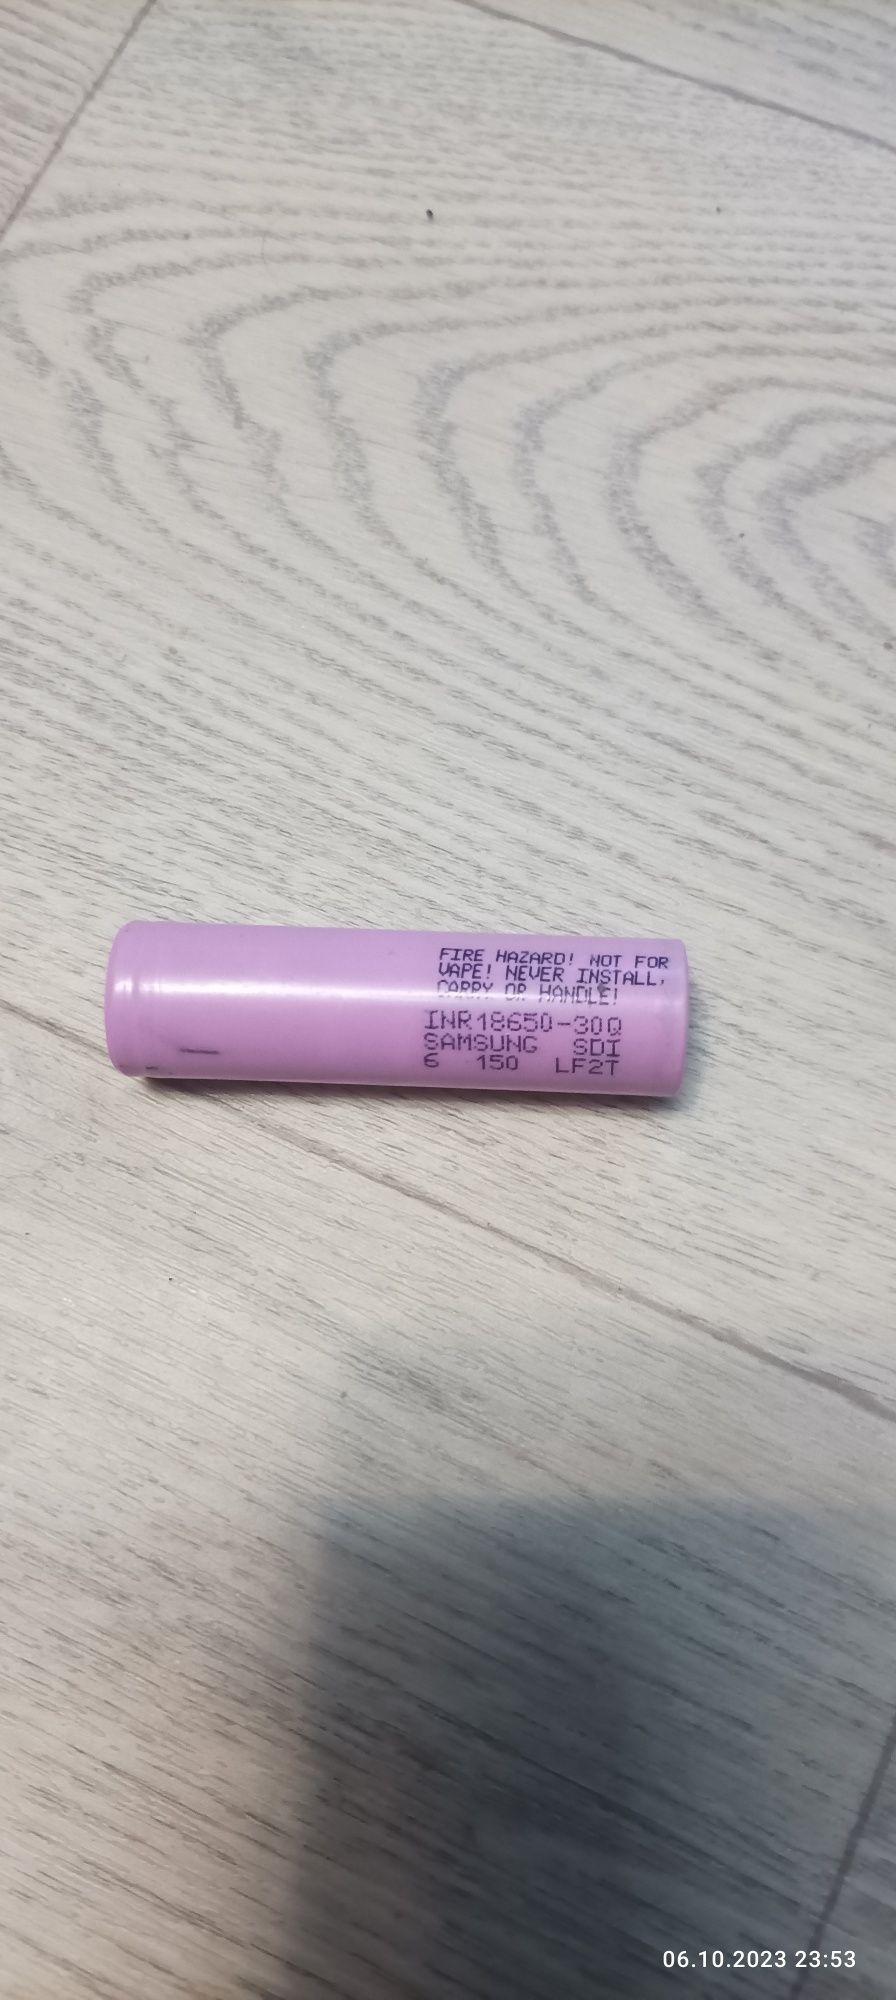 FIRE HAZARD! NOT FOR
VAPE! NEVER INSTALL,
CARRY OR HANDLE!
INR18650-30Q
SAMSUNG SDI
6 150 LF2T
06.10.2023 23:53